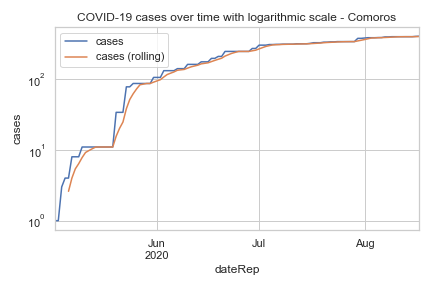 COVID-19 cases over time with logarithmic scale - Comoros
cases
cases (rolling)
10²
10¹
10⁰
cases
Jun
2020
Jul
Aug
dateRep